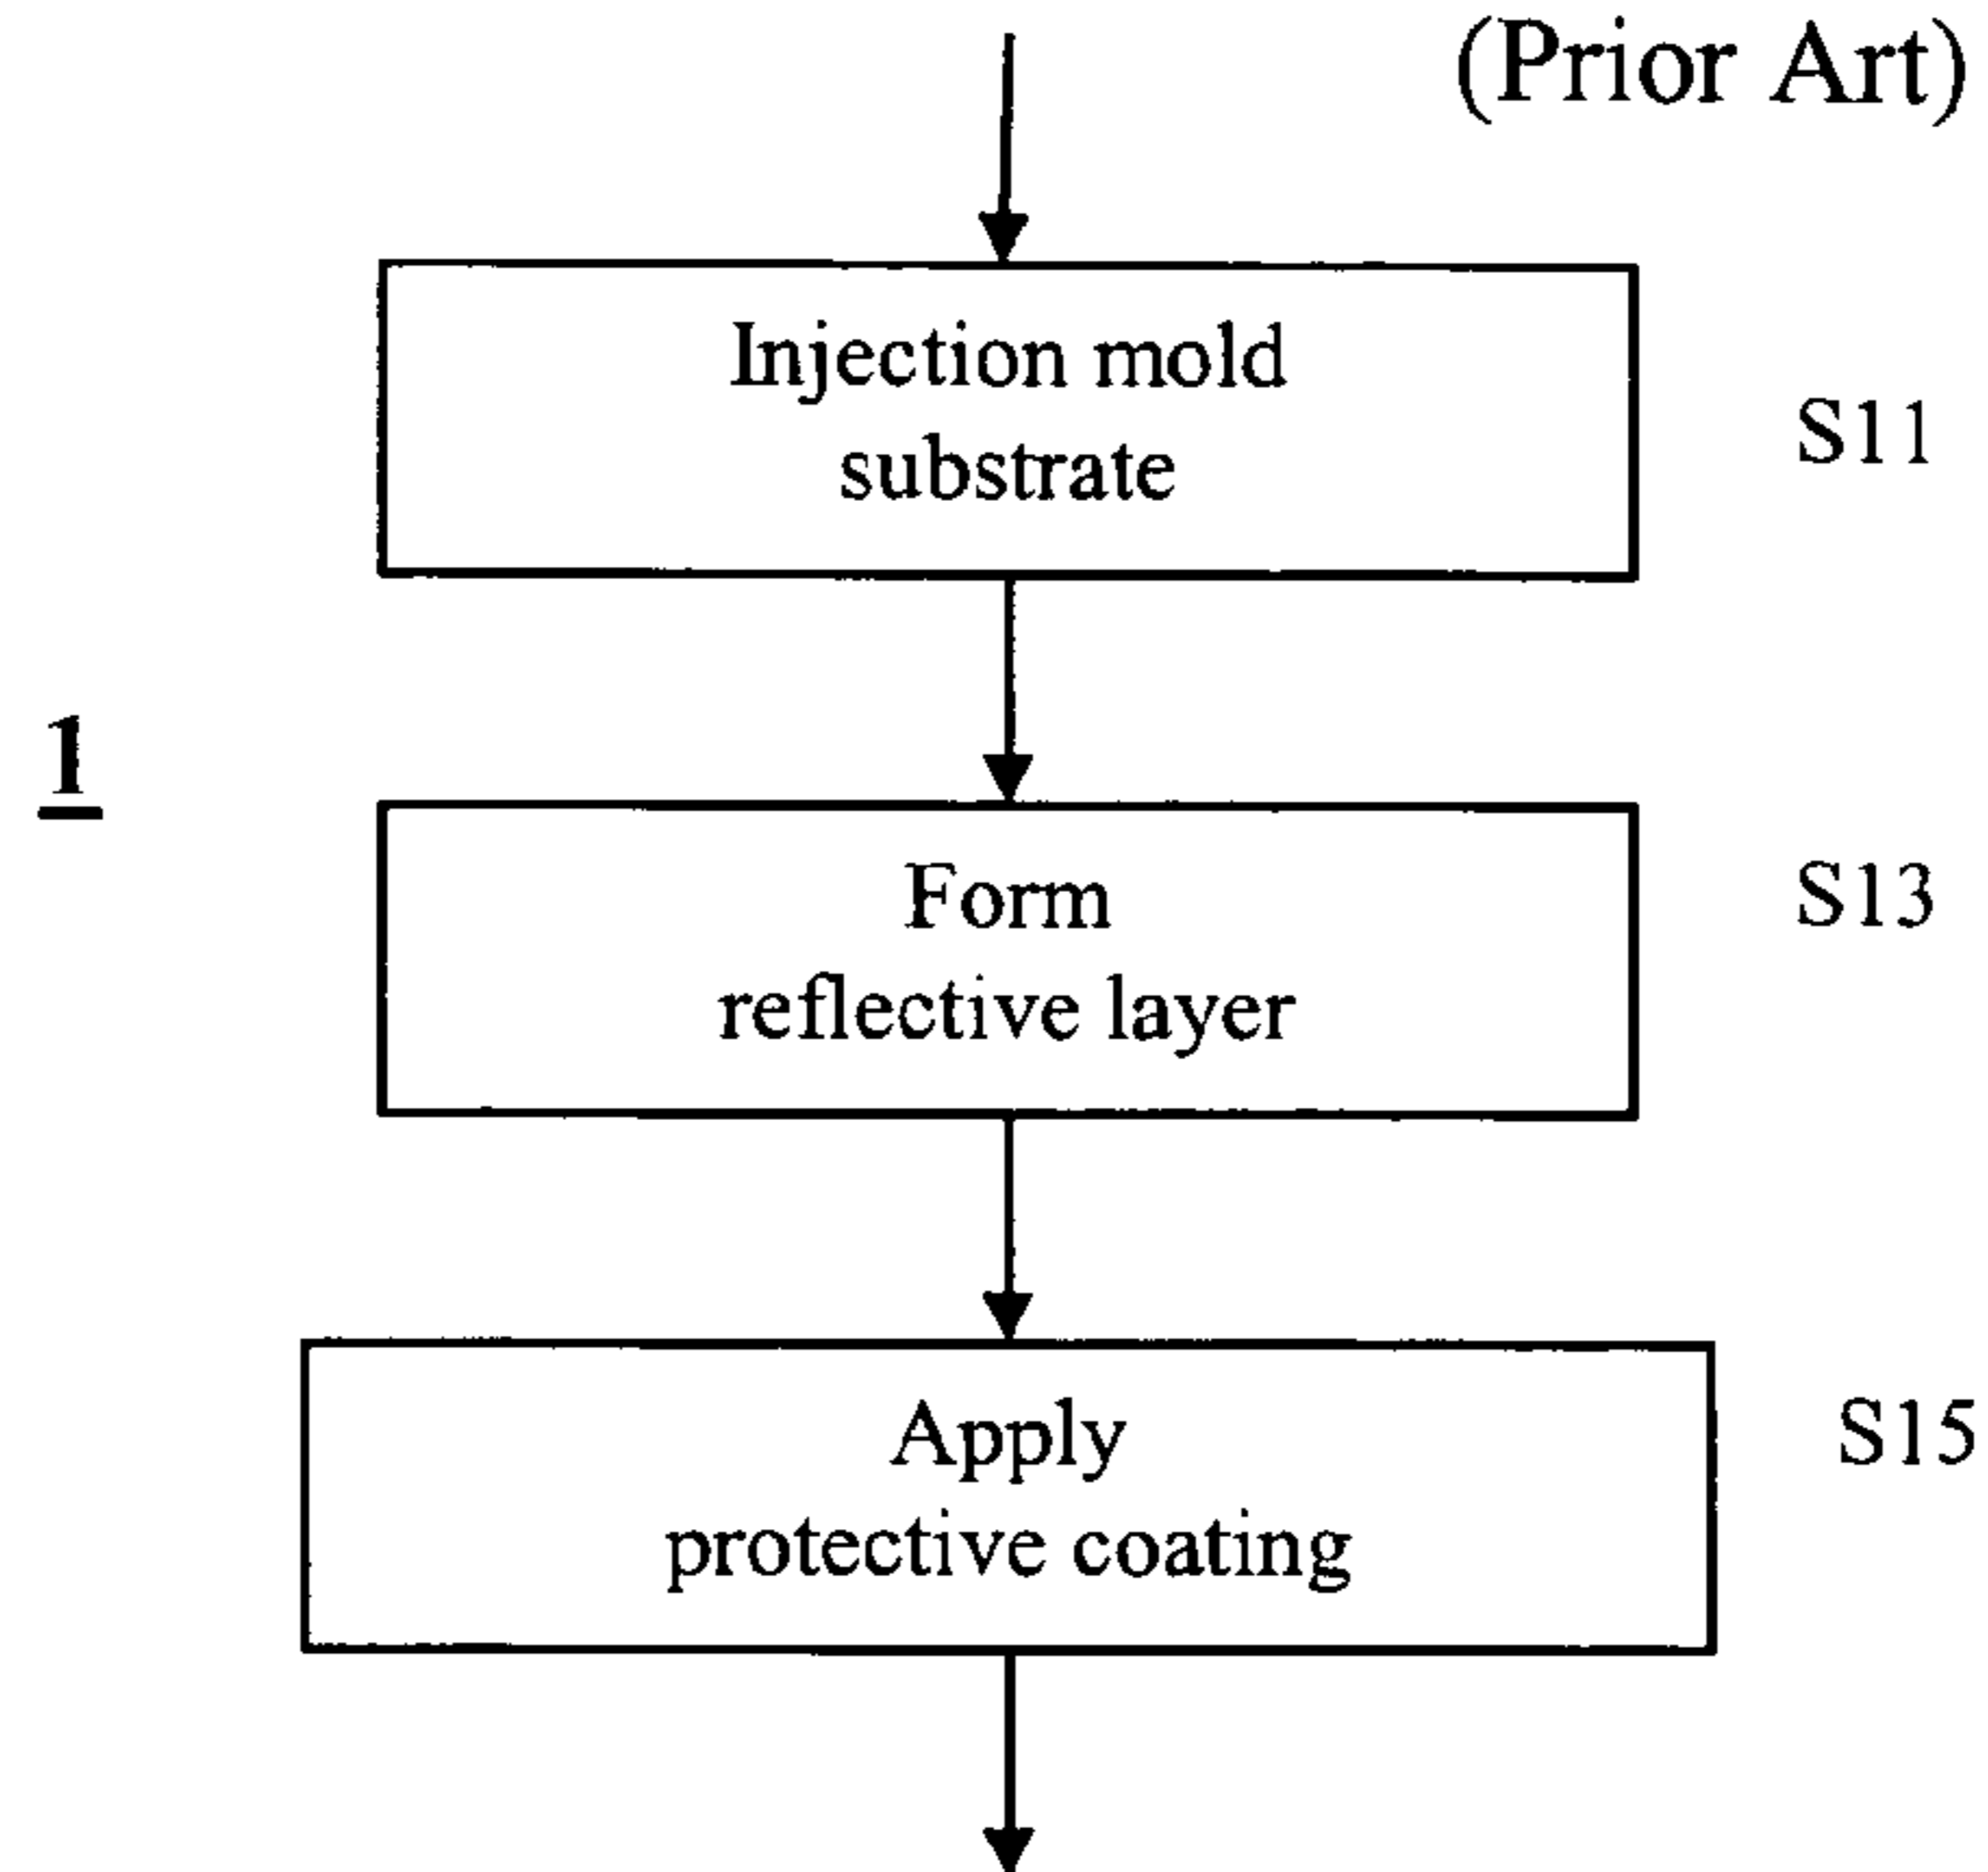 (Prior Art)
Injection mold
substrate
S11
1
Form
reflective layer
S13
Apply
protective coating
S15